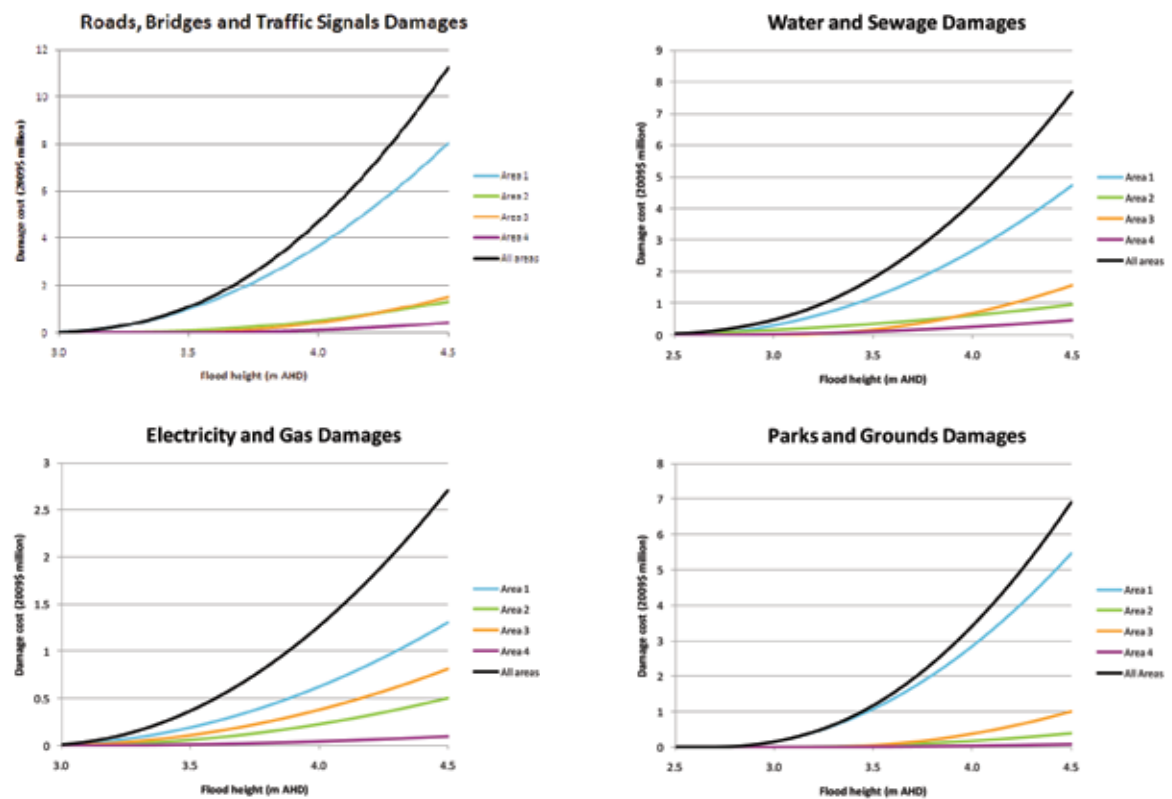 Roads, Bridges and Traffic Signals Damages
12
10
8
6
4
2
0
Damage cost (2009$ million)
3.0 3.5 4.0 4.5
Flood height (m AHD)
Area 1
Area 2
Area 3
Area 4
All areas
Water and Sewage Damages
9
8
7
6
5
4
3
2
1
0
Damage cost (2009$ million)
2.5 3.0 3.5 4.0 4.5
Flood height (m AHD)
Area 1
Area 2
Area 3
Area 4
All areas
Electricity and Gas Damages
3
2.5
2
1.5
1
0.5
0
Damage cost (2009$ million)
3.0 3.5 4.0 4.5
Flood height (m AHD)
Area 1
Area 2
Area 3
Area 4
All areas
Parks and Grounds Damages
8
7
6
5
4
3
2
1
0
Damage cost (2009$ million)
2.5 3.0 3.5 4.0 4.5
Flood height (m AHD)
Area 1
Area 2
Area 3
Area 4
All Areas